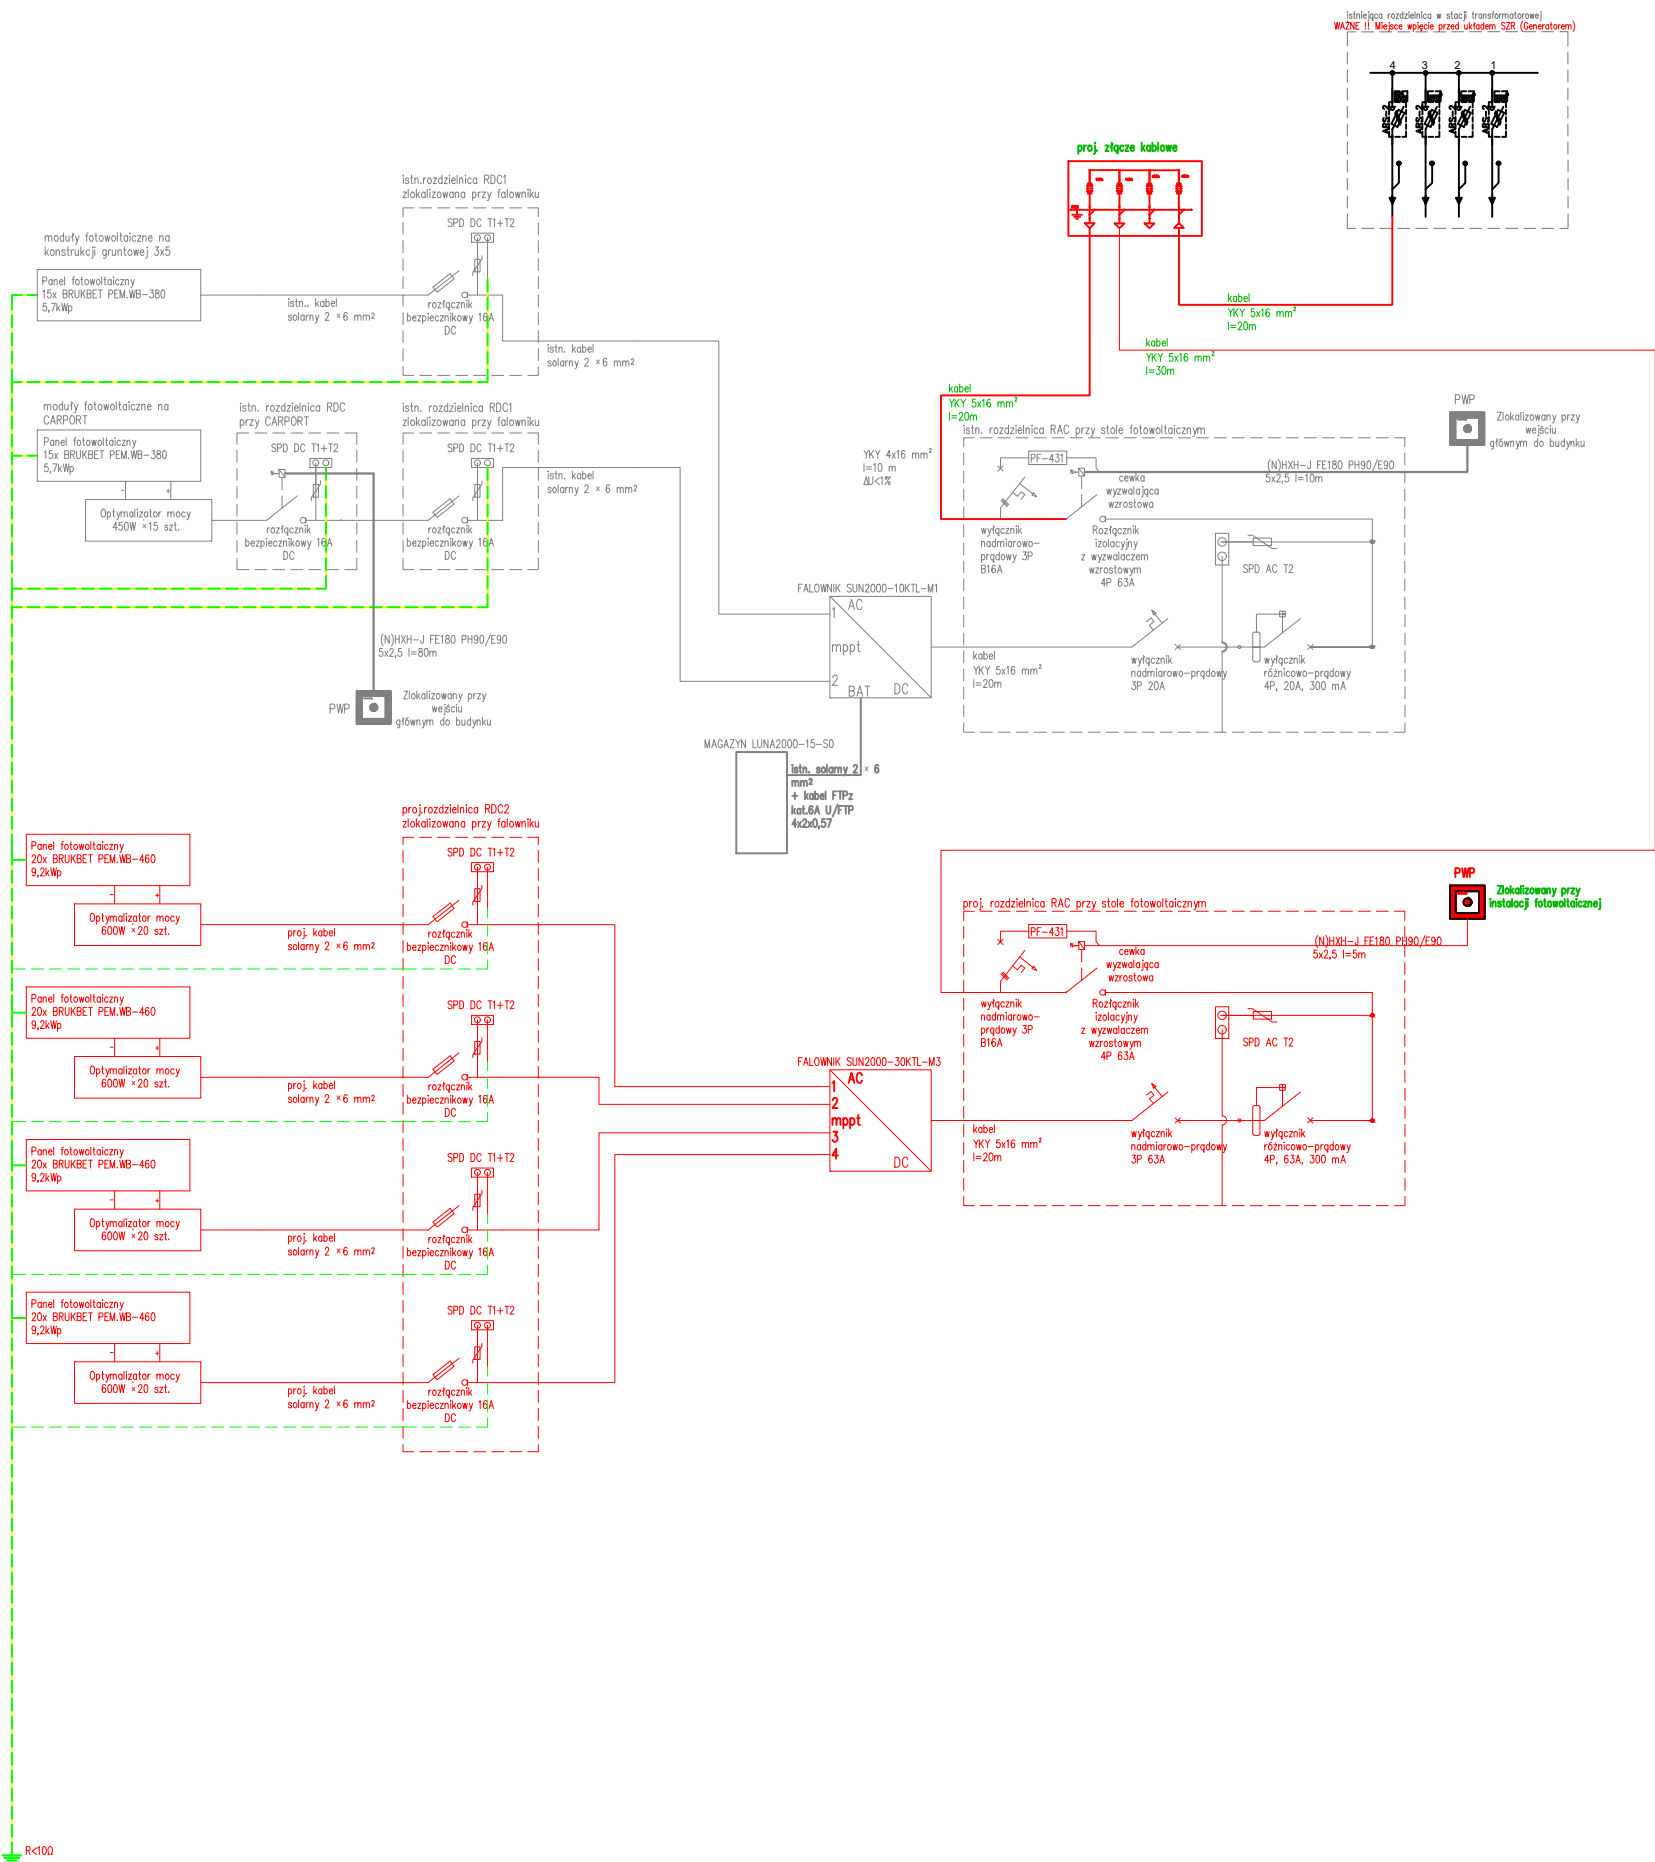 istniejąca rozdzielnica w stacji transformatorowej
WAŻNE !! Miejsce wpięcie przed układem SZR (Generatorem)
4 3 2 1
ARS-2 ARS-2 ARS-2 ARS-2
proj. złącze kablowe
kabel
YKY 5x16 mm²
l=20m
kabel
YKY 5x16 mm²
l=30m
kabel
YKY 5x16 mm²
l=20m
istn.rozdzielnica RDC1
zlokalizowana przy falowniku
SPD DC T1+T2
moduły fotowoltaiczne na
konstrukcji gruntowej 3x5
Panel fotowoltaiczny
15x BRUKBET PEM.WB-380
5,7kWp
istn.. kabel
solarny 2 ×6 mm²
rozłącznik
bezpiecznikowy 16A
DC
istn. kabel
solarny 2 ×6 mm²
moduły fotowoltaiczne na
CARPORT
Panel fotowoltaiczny
15x BRUKBET PEM.WB-380
5,7kWp
- +
Optymalizator mocy
450W ×15 szt.
istn. rozdzielnica RDC
przy CARPORT
SPD DC T1+T2
N
rozłącznik
bezpiecznikowy 16A
DC
istn. rozdzielnica RDC1
zlokalizowana przy falowniku
SPD DC T1+T2
rozłącznik
bezpiecznikowy 16A
DC
istn. kabel
solarny 2 × 6 mm²
(N)HXH-J FE180 PH90/E90
5x2,5 l=80m
PWP
Zlokalizowany przy
wejściu
głównym do budynku
YKY 4x16 mm²
l=10 m
ΔU<1%
istn. rozdzielnica RAC przy stole fotowoltaicznym
PF-431
N
cewka
wyzwalająca
wzrostowa
(N)HXH-J FE180 PH90/E90
5x2,5 l=10m
PWP
Zlokalizowany przy
wejściu
głównym do budynku
wyłącznik
nadmiarowo-
prądowy 3P
B16A
Rozłącznik
izolacyjny
z wyzwalaczem
wzrostowym
4P 63A
SPD AC T2
FALOWNIK SUN2000-10KTL-M1
AC
1
mppt
2
BAT
DC
kabel
YKY 5x16 mm²
l=20m
wyłącznik
nadmiarowo-prądowy
3P 20A
wyłącznik
różnicowo-prądowy
4P, 20A, 300 mA
MAGAZYN LUNA2000-15-S0
istn. solarny 2 × 6
mm²
+ kabel FTPz
kat.6A U/FTP
4x2x0,57
proj.rozdzielnica RDC2
zlokalizowana przy falowniku
Panel fotowoltaiczny
20x BRUKBET PEM.WB-460
9,2kWp
- +
Optymalizator mocy
600W ×20 szt.
proj. kabel
solarny 2 ×6 mm²
SPD DC T1+T2
rozłącznik
bezpiecznikowy 16A
DC
Panel fotowoltaiczny
20x BRUKBET PEM.WB-460
9,2kWp
- +
Optymalizator mocy
600W ×20 szt.
proj. kabel
solarny 2 ×6 mm²
SPD DC T1+T2
rozłącznik
bezpiecznikowy 16A
DC
Panel fotowoltaiczny
20x BRUKBET PEM.WB-460
9,2kWp
- +
Optymalizator mocy
600W ×20 szt.
proj. kabel
solarny 2 ×6 mm²
SPD DC T1+T2
rozłącznik
bezpiecznikowy 16A
DC
Panel fotowoltaiczny
20x BRUKBET PEM.WB-460
9,2kWp
- +
Optymalizator mocy
600W ×20 szt.
proj. kabel
solarny 2 ×6 mm²
SPD DC T1+T2
rozłącznik
bezpiecznikowy 16A
DC
FALOWNIK SUN2000-30KTL-M3
AC
1
2
mppt
3
4
DC
kabel
YKY 5x16 mm²
l=20m
proj. rozdzielnica RAC przy stole fotowoltaicznym
PF-431
N
cewka
wyzwalająca
wzrostowa
(N)HXH-J FE180 PH90/E90
5x2,5 l=5m
PWP
Zlokalizowany przy
instalacji fotowoltaicznej
wyłącznik
nadmiarowo-
prądowy 3P
B16A
Rozłącznik
izolacyjny
z wyzwalaczem
wzrostowym
4P 63A
SPD AC T2
wyłącznik
nadmiarowo-prądowy
3P 63A
wyłącznik
różnicowo-prądowy
4P, 63A, 300 mA
R<10Ω